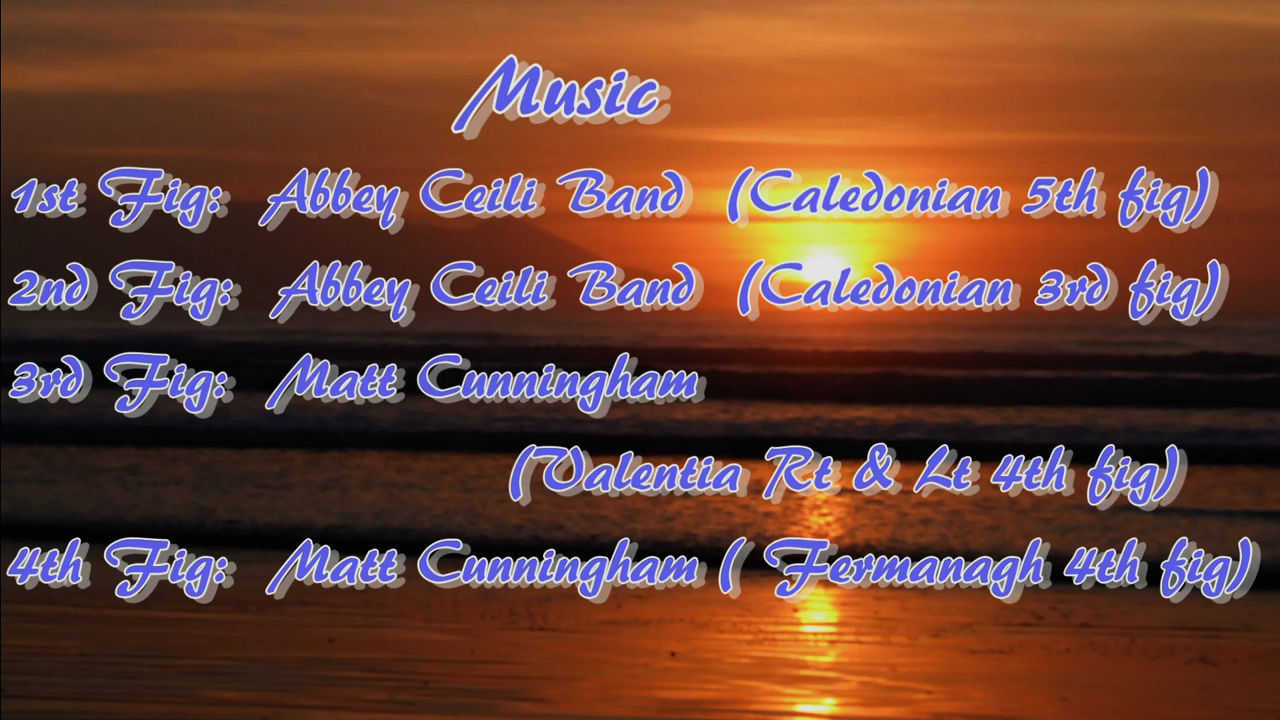 Music
1st Fig: Abbey Ceili Band (Caledonian 5th fig)
2nd Fig: Abbey Ceili Band (Caledonian 3rd fig)
3rd Fig: Matt Cunningham
(Valentia Rt & Lt 4th fig)
4th Fig: Matt Cunningham ( Fermanagh 4th fig)